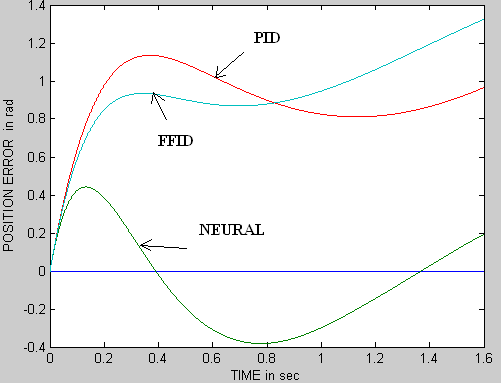 1.4
PID
1.2
1
0.8
FFID
0.6
0.4
NEURAL
0.2
0
-0.2
-0.4
POSITION ERROR in rad
0 0.2 0.4 0.6 0.8 1 1.2 1.4 1.6
TIME in sec